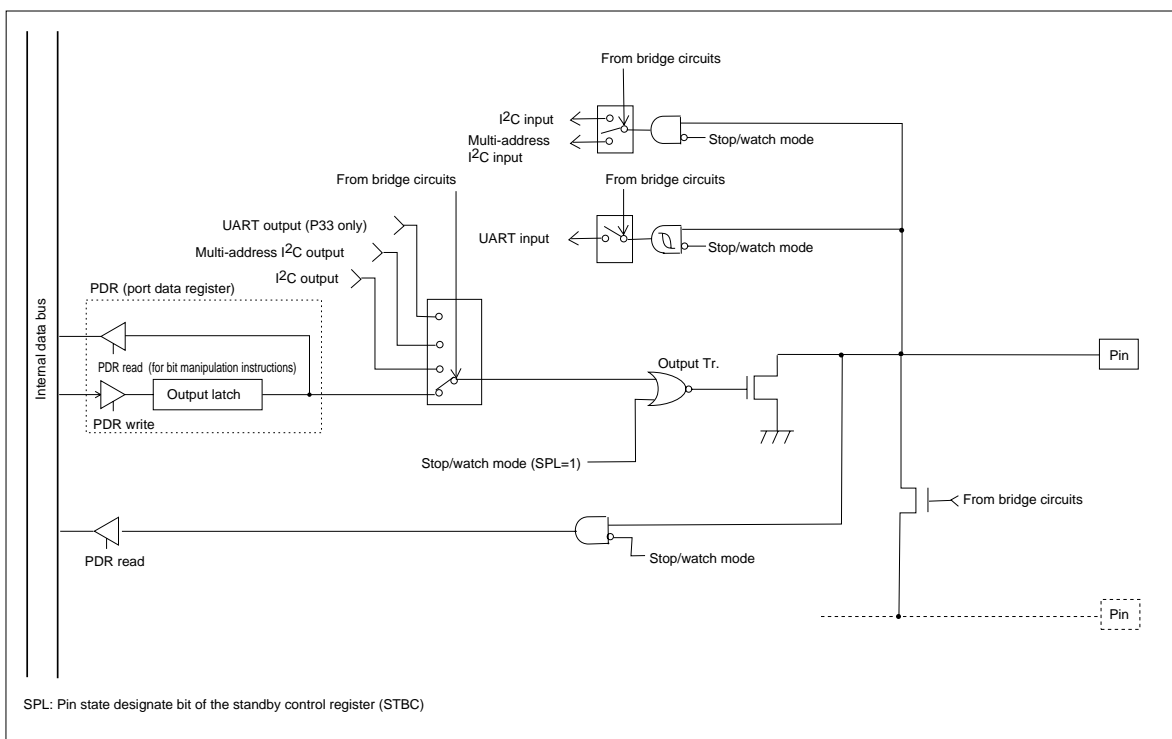 From bridge circuits
I2C input
Multi-address
I2C input
Stop/watch mode
From bridge circuits
From bridge circuits
UART output (P33 only)
UART input
Stop/watch mode
Multi-address I2C output
I2C output
PDR (port data register)
Internal data bus
PDR read (for bit manipulation instructions)
Output latch
PDR write
Output Tr.
Pin
Stop/watch mode (SPL=1)
From bridge circuits
PDR read
Stop/watch mode
Pin
SPL: Pin state designate bit of the standby control register (STBC)